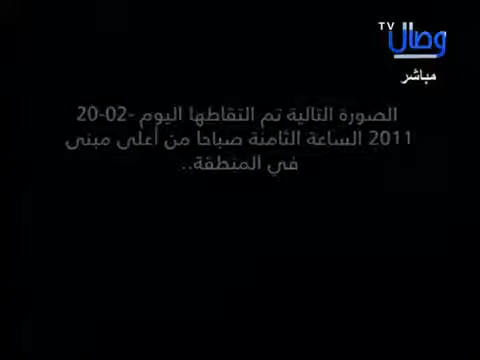 TV
وصال
مباشر
الصورة التالية تم التقاطها اليوم -02-20
2011 الساعة الثامنة صباحا من أعلى مبنى
في المنطقة..